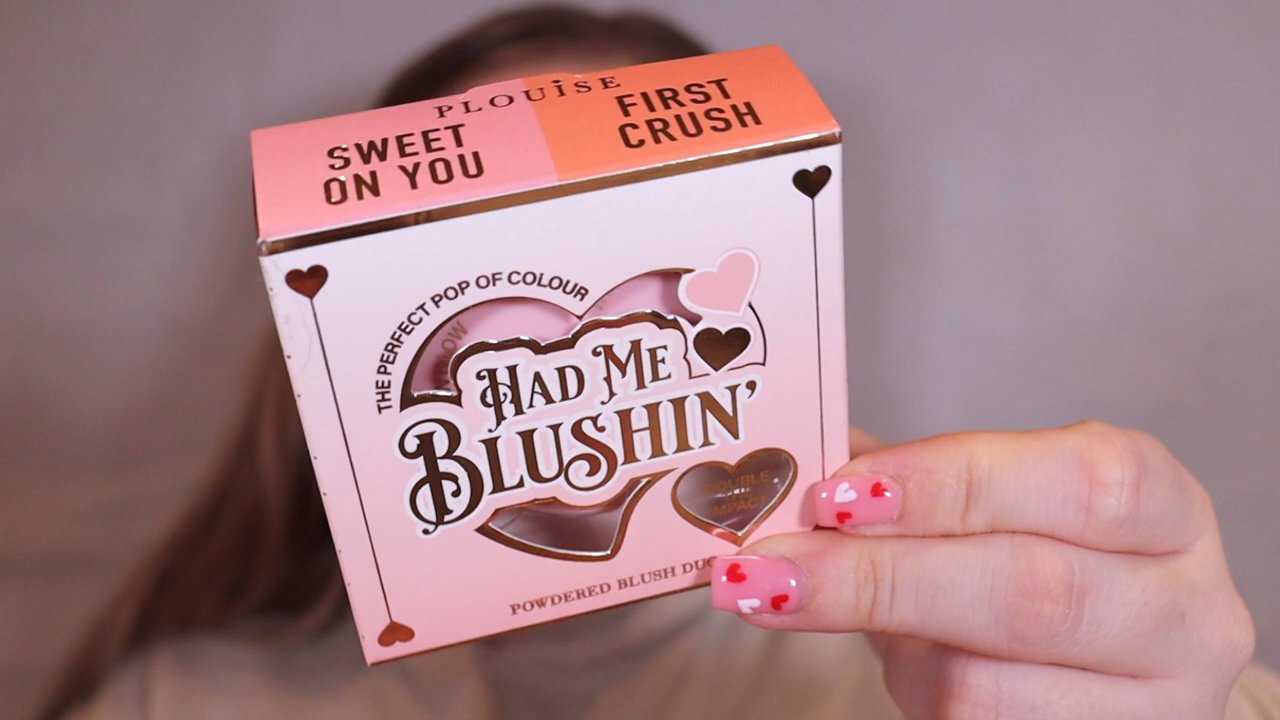 PLOUISE
SWEET
ON YOU
FIRST
CRUSH
THE PERFECT POP OF COLOUR
HAD ME
BLUSHIN'
DOUBLE
IMPACT
POWDERED BLUSH DUO